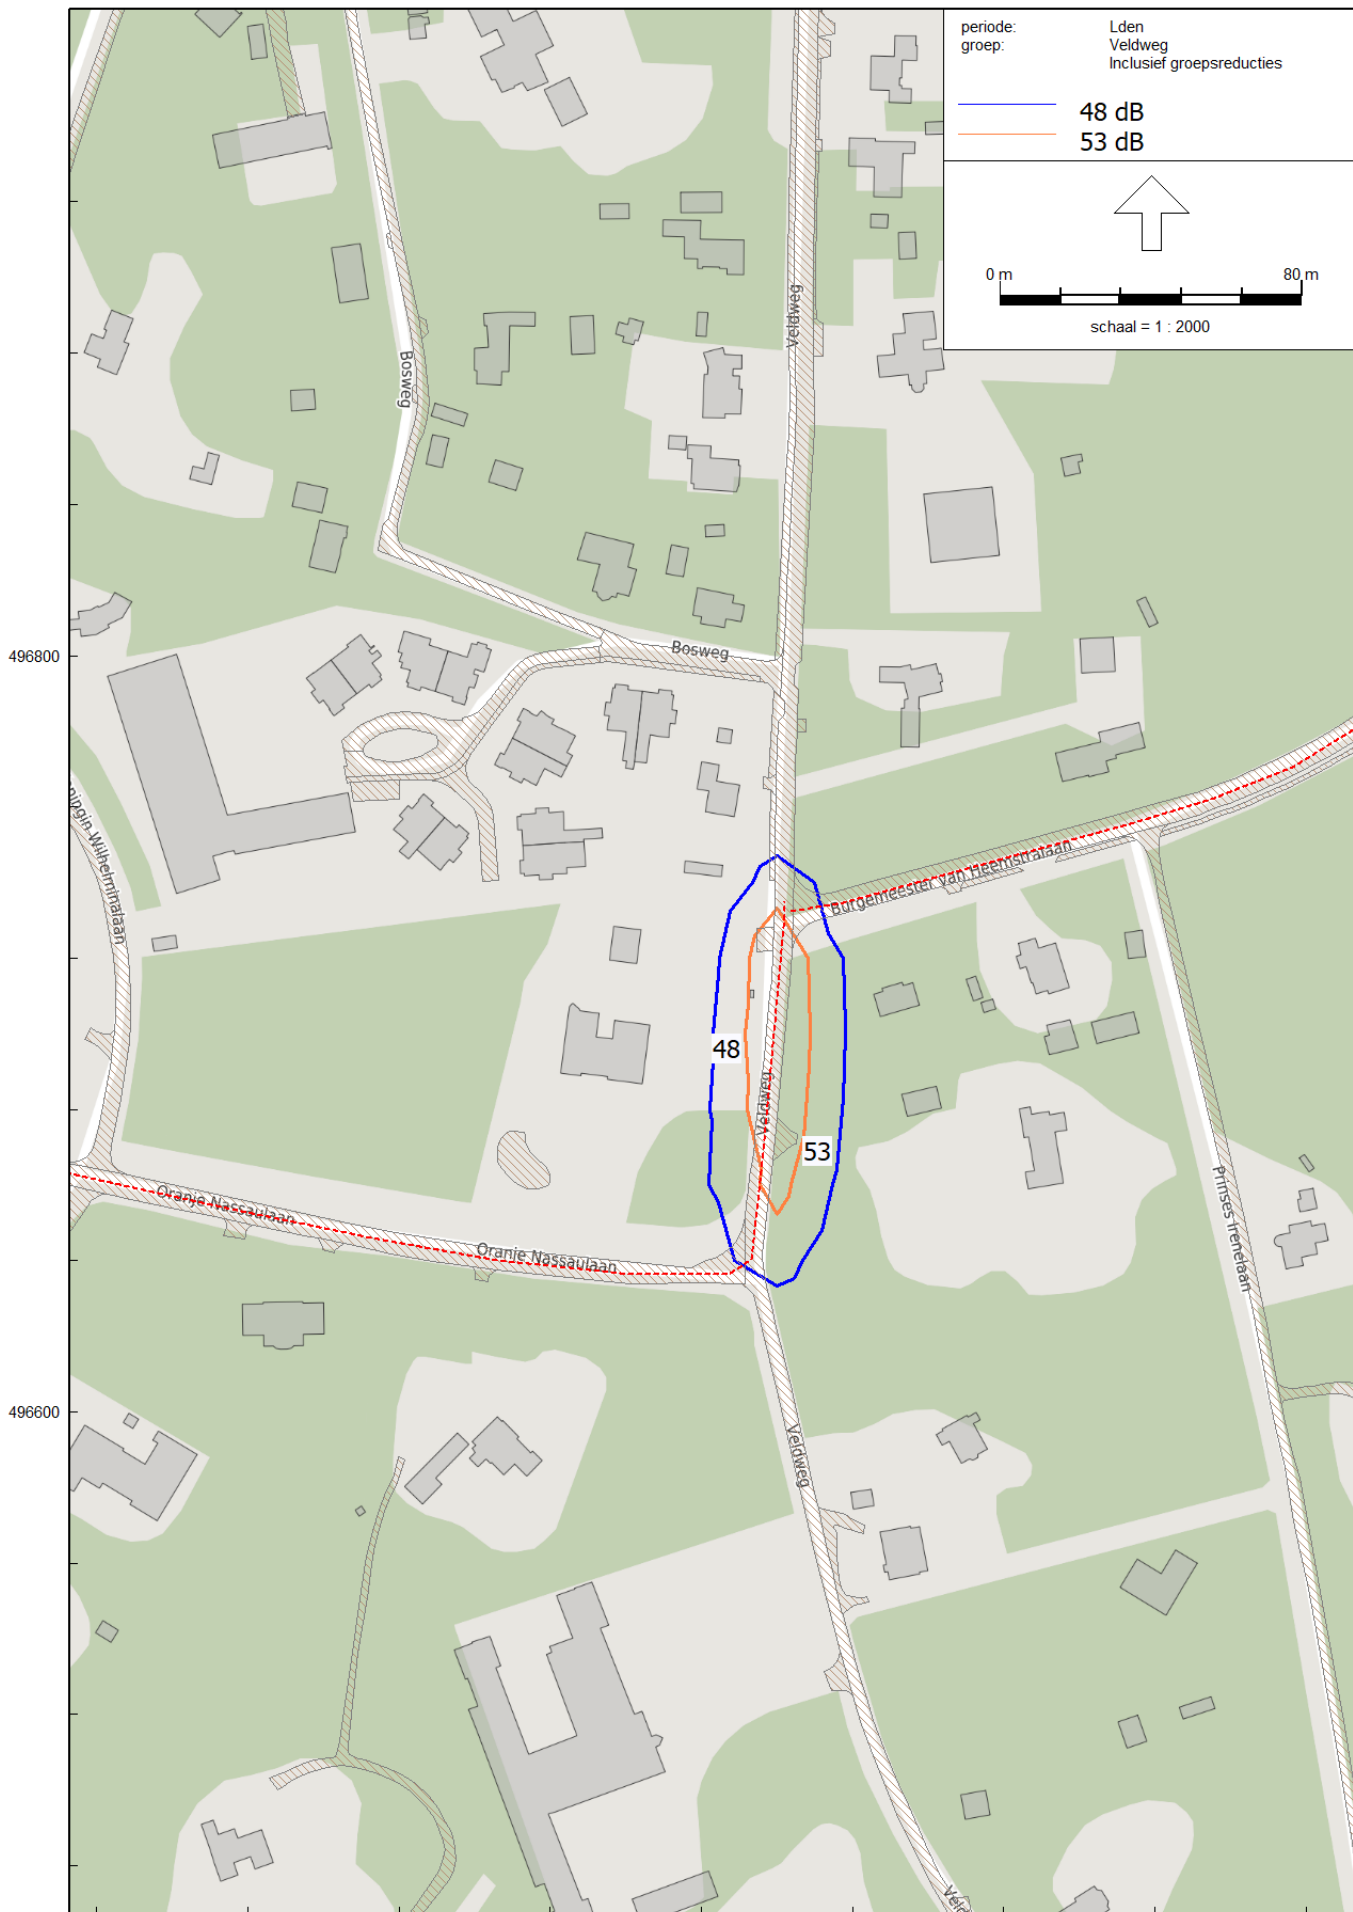 periode:
Lden
groep:
Veldweg
Inclusief groepsreducties
48 dB
53 dB
0 m
80 m
schaal = 1 : 2000
Veldweg
Bosweg
Bosweg
496800
Wilhelminalaan
Burgemeester van Heemstralaan
48
Veldweg
53
Oranje Nassaulaan
Oranje Nassaulaan
Prinses Irenelaan
496600
Veldweg